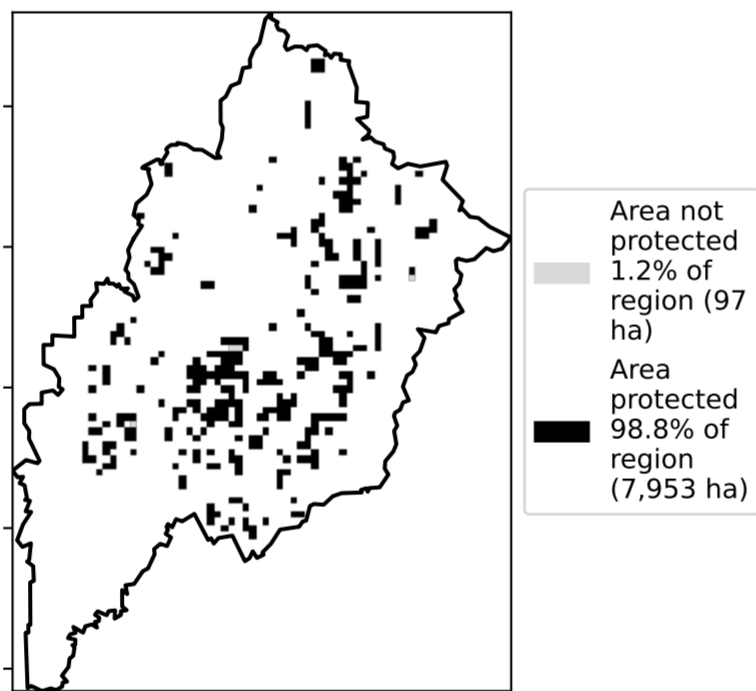 Area not
protected
1.2% of
region (97
ha)
Area
protected
98.8% of
region
(7,953 ha)